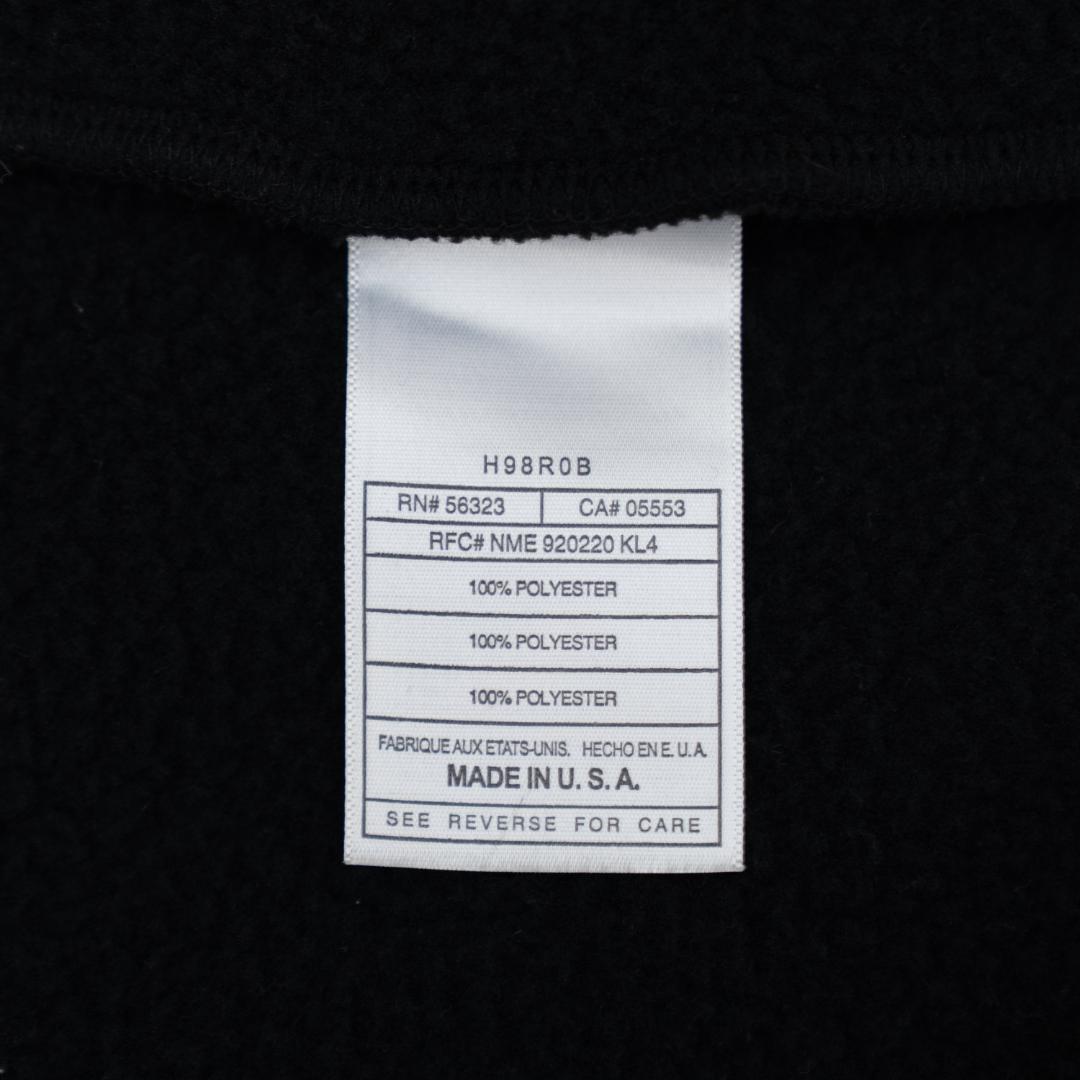 H98R0B
RN# 56323 CA# 05553
RFC# NME 920220 KL4
100% POLYESTER
100% POLYESTER
100% POLYESTER
FABRIQUE AUX ETATS-UNIS. HECHO EN E. U. A.
MADE IN U. S. A.
SEE REVERSE FOR CARE